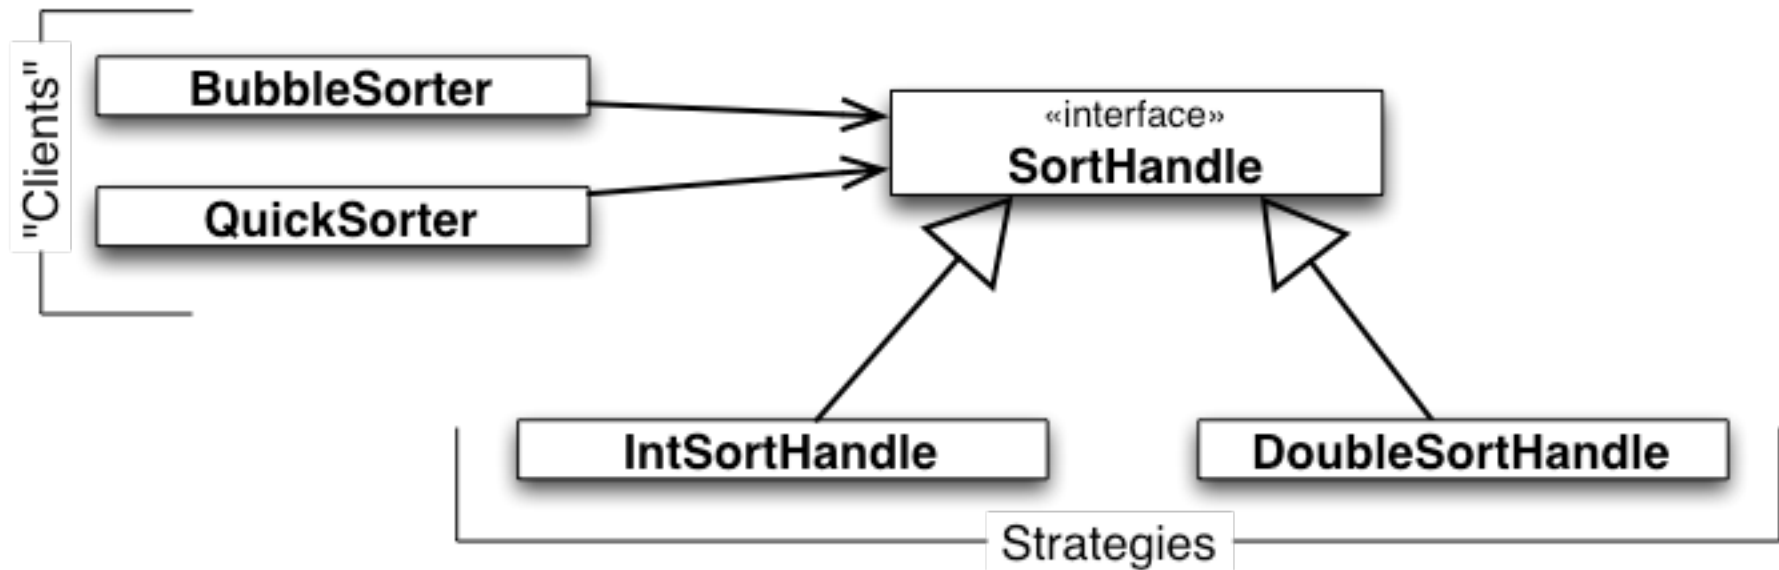 "Clients"
BubbleSorter
QuickSorter
«interface»
SortHandle
IntSortHandle
DoubleSortHandle
Strategies